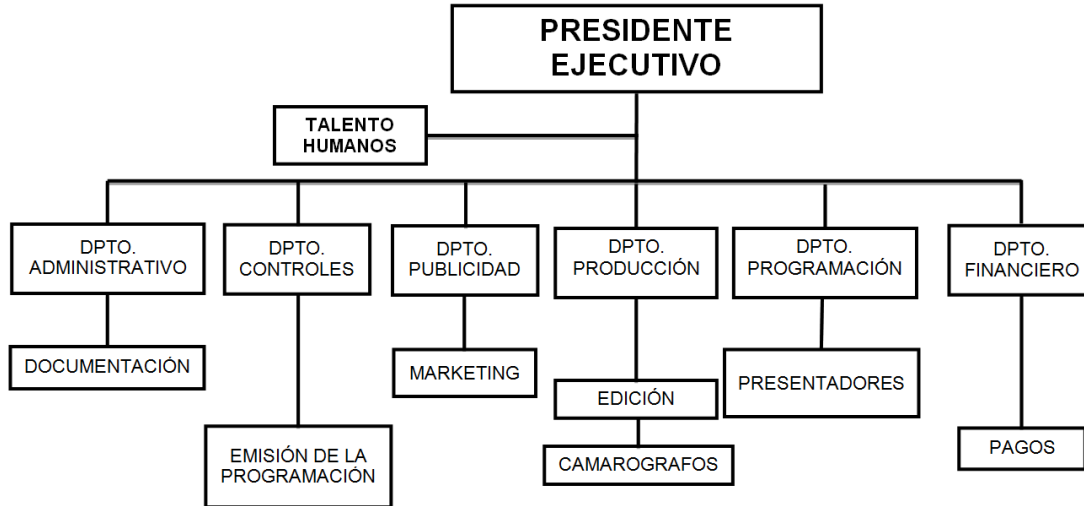 PRESIDENTE
EJECUTIVO
TALENTO
HUMANOS
DPTO.
ADMINISTRATIVO
DPTO.
CONTROLES
DPTO.
PUBLICIDAD
DPTO.
PRODUCCIÓN
DPTO.
PROGRAMACIÓN
DPTO.
FINANCIERO
DOCUMENTACIÓN
EMISIÓN DE LA
PROGRAMACIÓN
MARKETING
EDICIÓN
CAMAROGRAFOS
PRESENTADORES
PAGOS